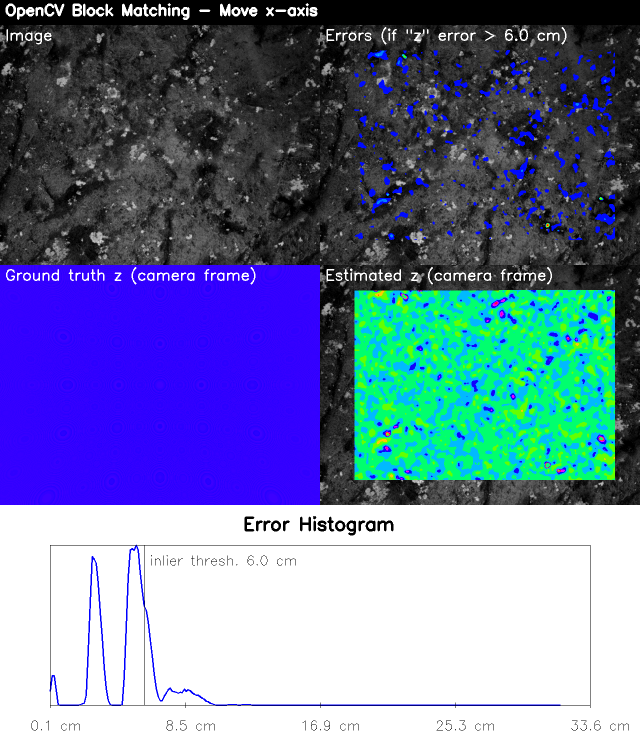 OpenCV Block Matching - Move x-axis
Image
Errors (if "z" error > 6.0 cm)
Ground truth z (camera frame)
Estimated z (camera frame)
Error Histogram
inlier thresh. 6.0 cm
0.1 cm 8.5 cm 16.9 cm 25.3 cm 33.6 cm